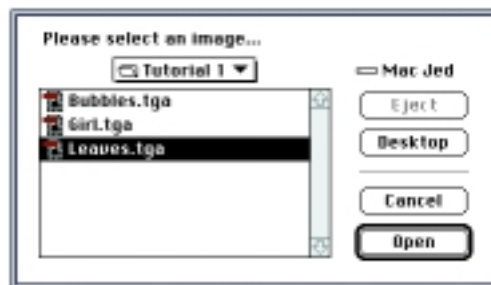 Please select an image...
Tutorial 1
Mac Jed
Bubbles.tga
Eject
Girl.tga
Leaves.tga
Desktop
Cancel
Open